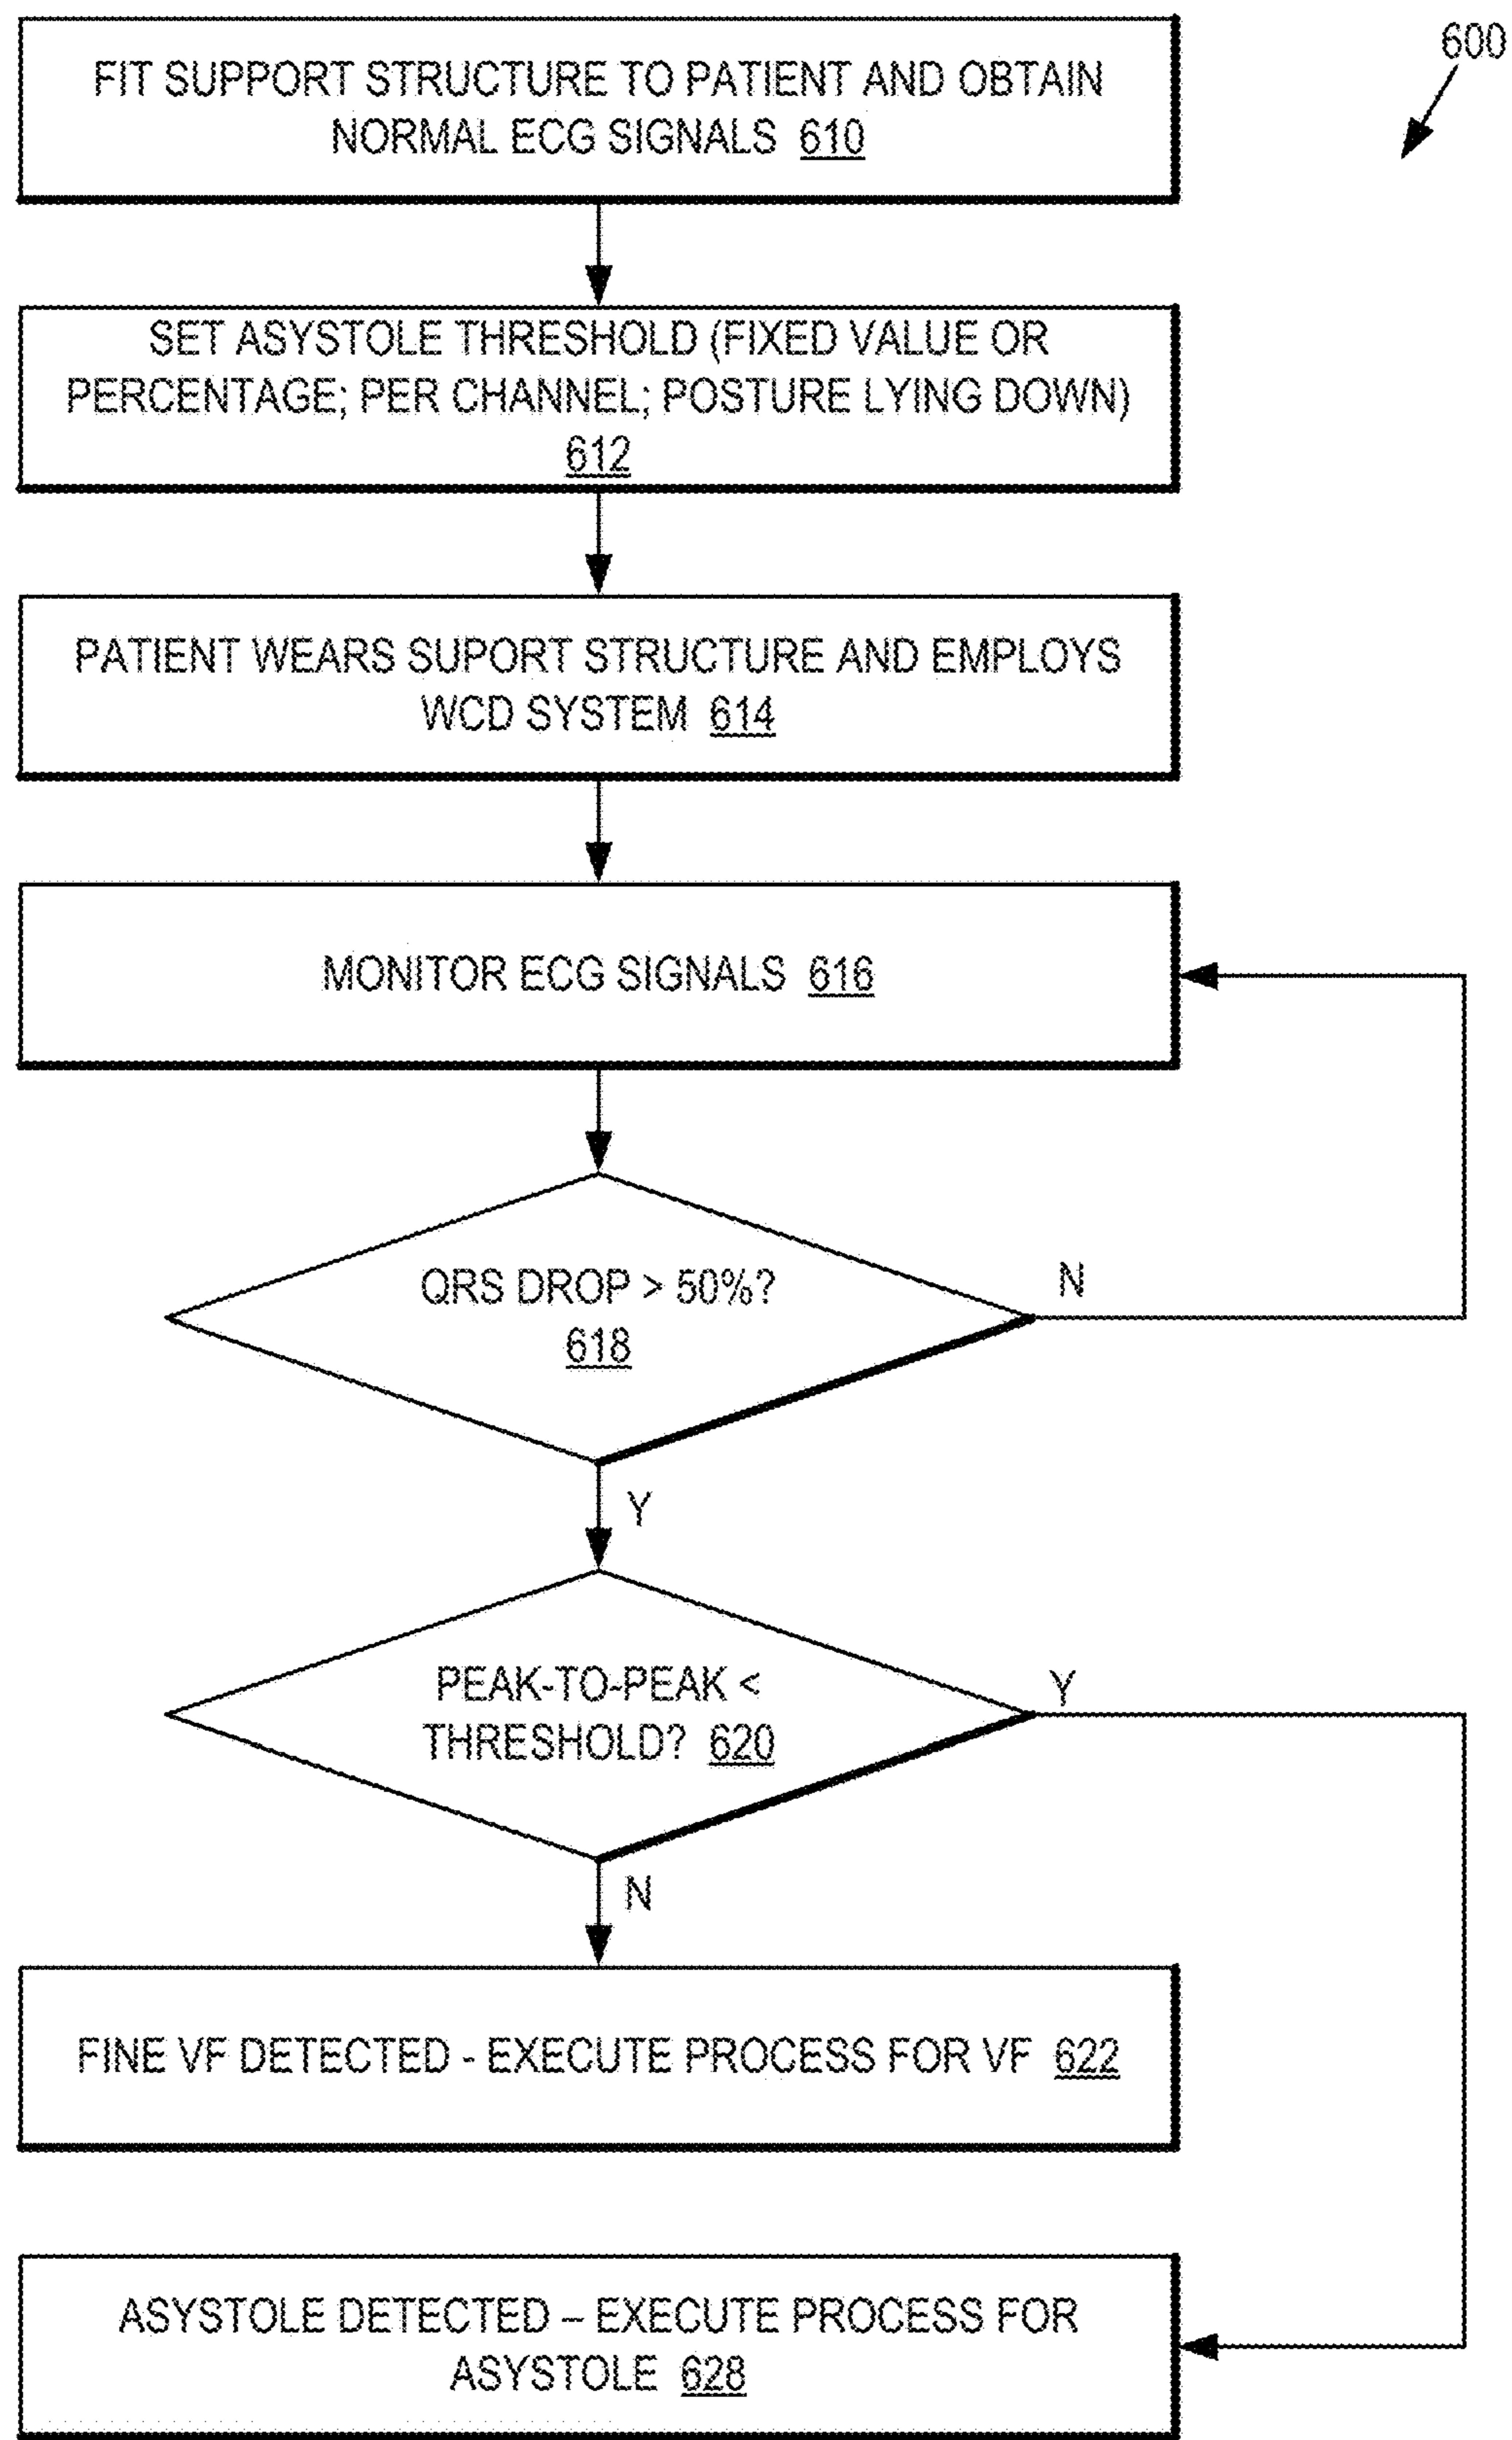 600
FIT SUPPORT STRUCTURE TO PATIENT AND OBTAIN
NORMAL ECG SIGNALS 610
SET ASYSTOLE THRESHOLD (FIXED VALUE OR
PERCENTAGE; PER CHANNEL; POSTURE LYING DOWN)
612
PATIENT WEARS SUPORT STRUCTURE AND EMPLOYS
WCD SYSTEM 614
MONITOR ECG SIGNALS 616
QRS DROP > 50%?
618
N
Y
PEAK-TO-PEAK <
THRESHOLD? 620
Y
N
FINE VF DETECTED - EXECUTE PROCESS FOR VF 622
ASYSTOLE DETECTED – EXECUTE PROCESS FOR
ASYSTOLE 628